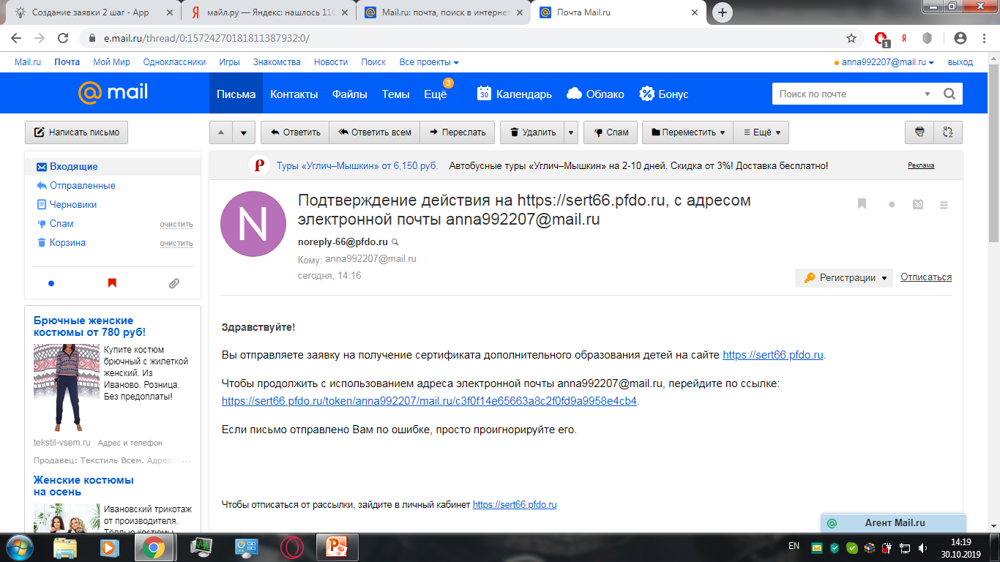 Создание заявки 2 шаг - App
майл.ру — Яндекс: нашлось 116
Mail.ru: почта, поиск в интернет
Почта Mail.ru
e.mail.ru/thread/0:15724270181811387932:0/
1
Mail.ru Почта Мой Мир Одноклассники Игры Знакомства Новости Поиск Все проекты
anna992207@mail.ru выход
@mail
Письма Контакты Файлы Темы Ещё 3
30 Календарь Облако Бонус
Поиск по почте
Написать письмо
Ответить Ответить всем Переслать Удалить Спам Переместить Ещё
Входящие
Отправленные
Черновики
Спам очистить
Корзина очистить
Туры «Углич–Мышкин» от 6,150 руб. Автобусные туры «Углич–Мышкин» на 2-10 дней. Скидка от 3%! Доставка бесплатно! Реклама
N
Подтверждение действия на https://sert66.pfdo.ru, с адресом
электронной почты anna992207@mail.ru
30
noreply-66@pfdo.ru
Кому: anna992207@mail.ru
сегодня, 14:16
Регистрации Отписаться
Здравствуйте!
Вы отправляете заявку на получение сертификата дополнительного образования детей на сайте https://sert66.pfdo.ru.
Чтобы продолжить с использованием адреса электронной почты anna992207@mail.ru, перейдите по ссылке:
https://sert66.pfdo.ru/token/anna992207/mail.ru/c3f0f14e65663a8c2f0fd9a9958e4cb4.
Если письмо отправлено Вам по ошибке, просто проигнорируйте его.
Чтобы отписаться от рассылки, зайдите в личный кабинет https://sert66.pfdo.ru
Брючные женские
костюмы от 780 руб!
Купите костюм
брючный с жилеткой
женский. Из
Иваново. Розница.
Без предоплаты!
tekstil-vsem.ru Адрес и телефон
Продавец: Текстиль Всем. Адрес: ...
Женские костюмы
на осень
Ивановский трикотаж
от производителя.
Тёплые костюмы
Агент Mail.ru
EN
14:19
30.10.2019